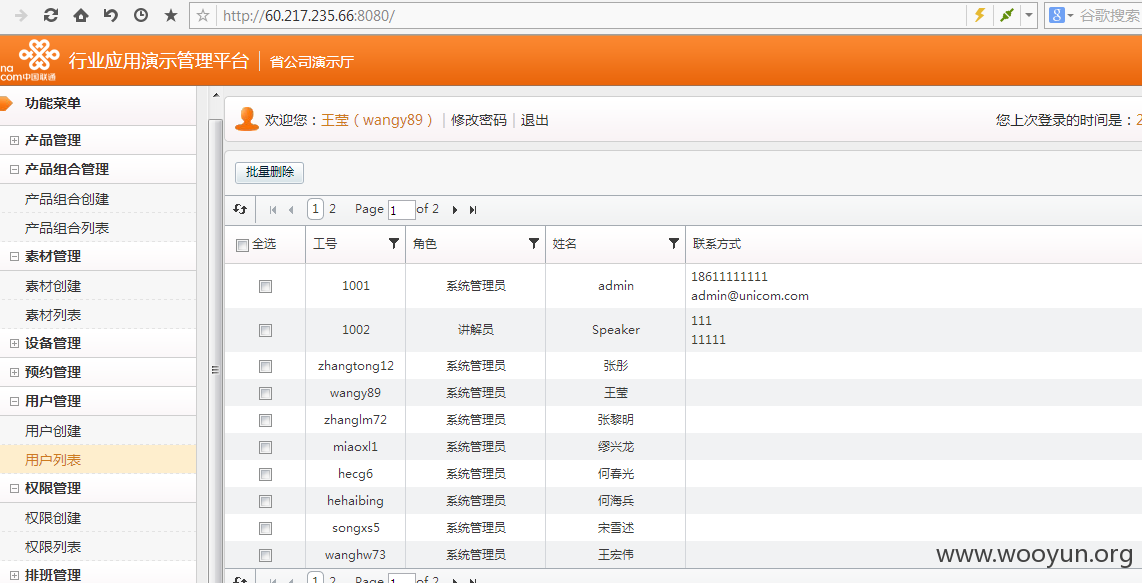 http://60.217.235.66:8080/
谷歌搜索
na
com中国联通
行业应用演示管理平台 省公司演示厅
功能菜单
产品管理
产品组合管理
产品组合创建
产品组合列表
素材管理
素材创建
素材列表
设备管理
预约管理
用户管理
用户创建
用户列表
权限管理
权限创建
权限列表
排班管理
欢迎您：王莹 ( wangy89 ) | 修改密码 | 退出
您上次登录的时间是：2
批量删除
1 2 Page 1 of 2
全选 工号 角色 姓名 联系方式
1001 系统管理员 admin 18611111111
admin@unicom.com
1002 讲解员 Speaker 111
11111
zhangtong12 系统管理员 张彤
wangy89 系统管理员 王莹
zhanglm72 系统管理员 张黎明
miaoxl1 系统管理员 缪兴龙
hecg6 系统管理员 何春光
hehaibing 系统管理员 何海兵
songxs5 系统管理员 宋雪述
wanghw73 系统管理员 王宏伟
1 2 Page 1 of 2
www.wooyun.org